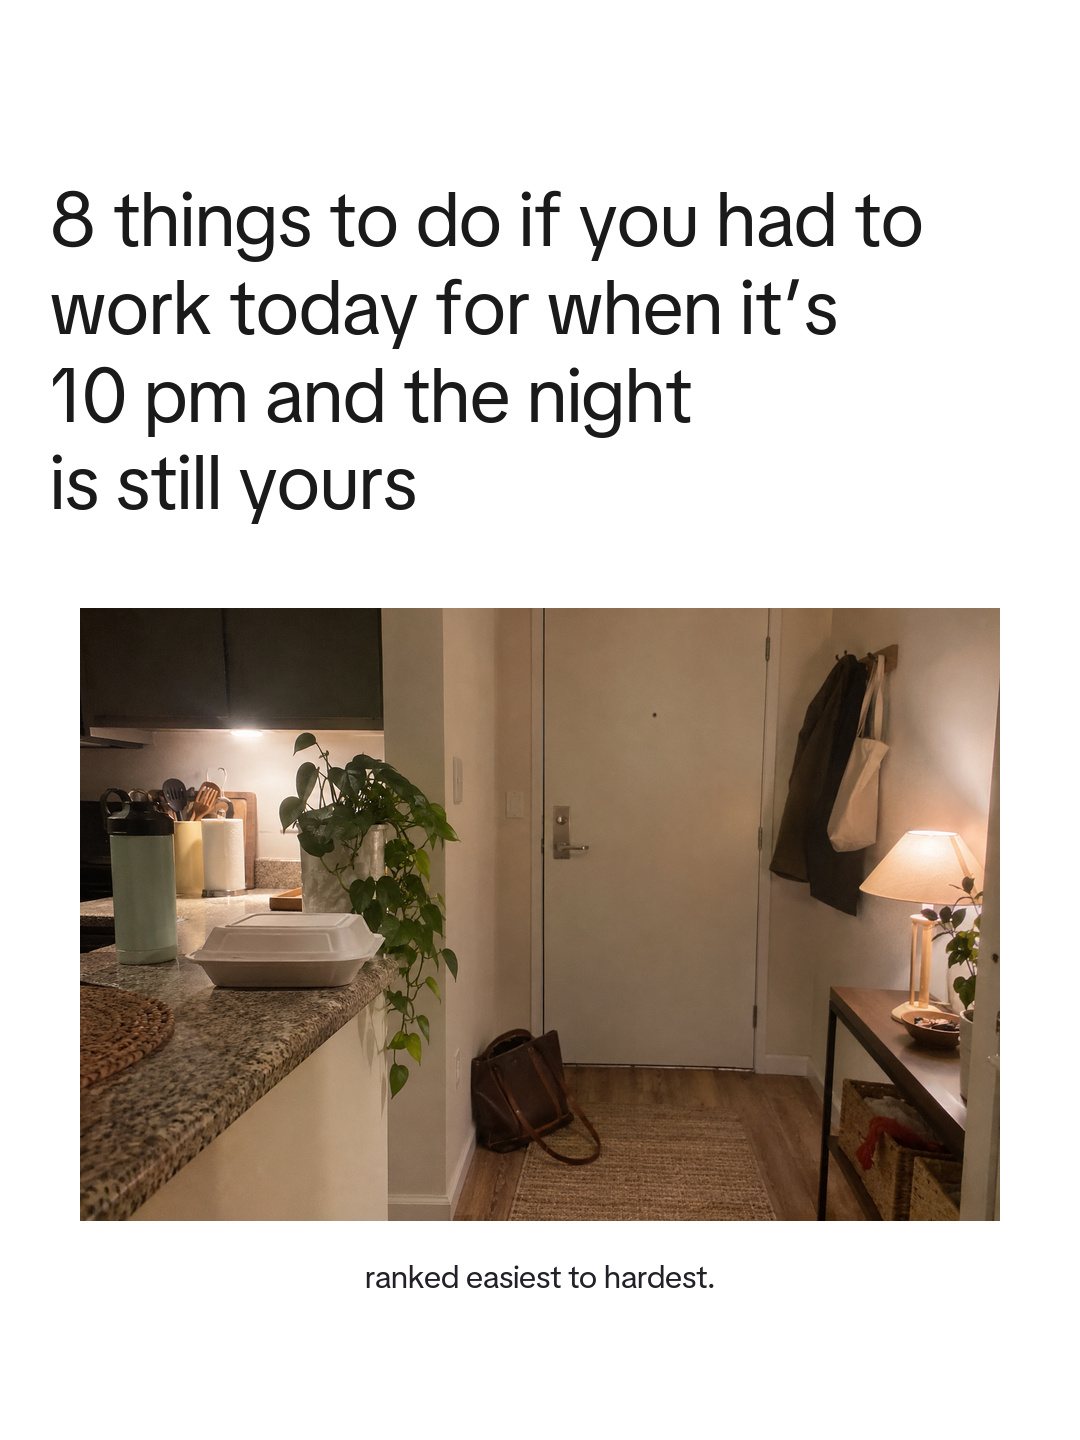 8 things to do if you had to
work today for when it’s
10 pm and the night
is still yours
ranked easiest to hardest.